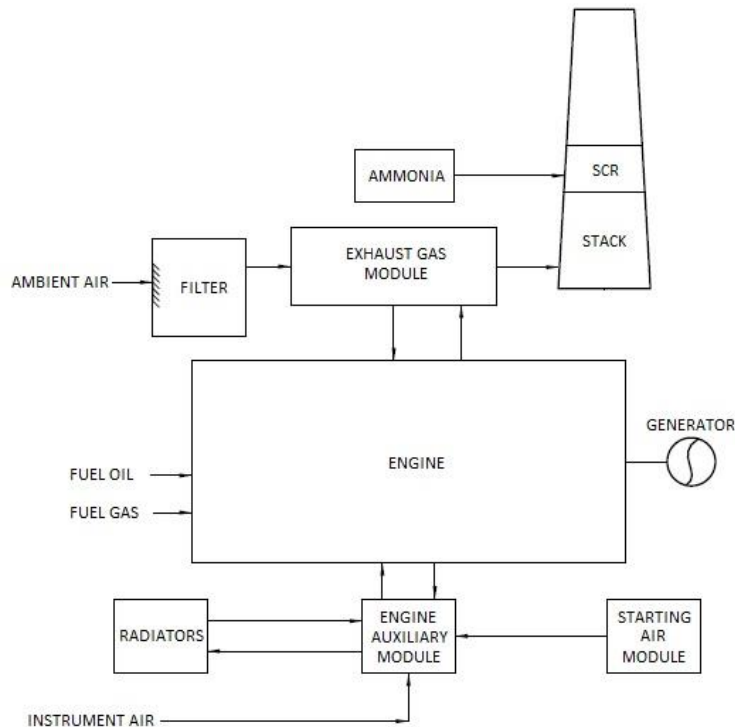 AMMONIA
SCR
STACK
EXHAUST GAS
MODULE
AMBIENT AIR
FILTER
GENERATOR
ENGINE
FUEL OIL
FUEL GAS
RADIATORS
ENGINE
AUXILIARY
MODULE
STARTING
AIR
MODULE
INSTRUMENT AIR